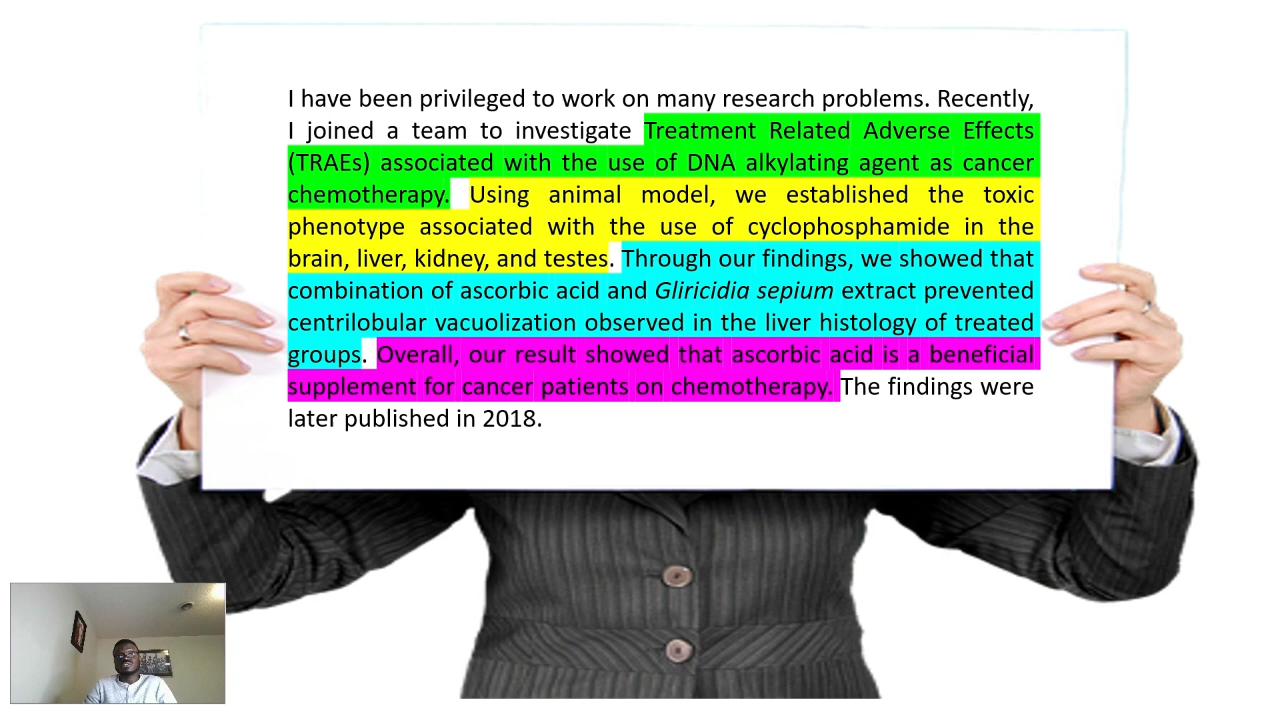 I have been privileged to work on many research problems. Recently,
I joined a team to investigate Treatment Related Adverse Effects
(TRAEs) associated with the use of DNA alkylating agent as cancer
chemotherapy. Using animal model, we established the toxic
phenotype associated with the use of cyclophosphamide in the
brain, liver, kidney, and testes. Through our findings, we showed that
combination of ascorbic acid and Gliricidia sepium extract prevented
centrilobular vacuolization observed in the liver histology of treated
groups. Overall, our result showed that ascorbic acid is a beneficial
supplement for cancer patients on chemotherapy. The findings were
later published in 2018.